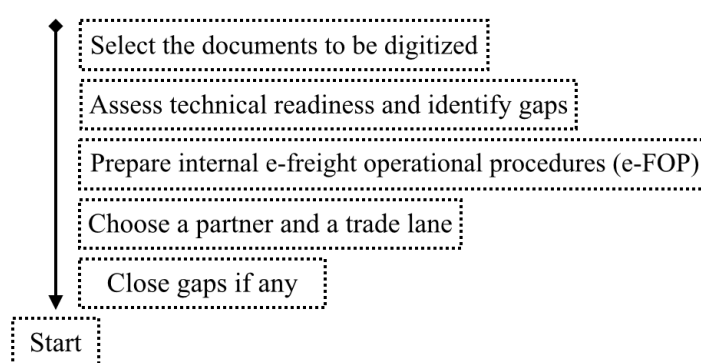 Select the documents to be digitized
Assess technical readiness and identify gaps
Prepare internal e-freight operational procedures (e-FOP)
Choose a partner and a trade lane
Close gaps if any
Start